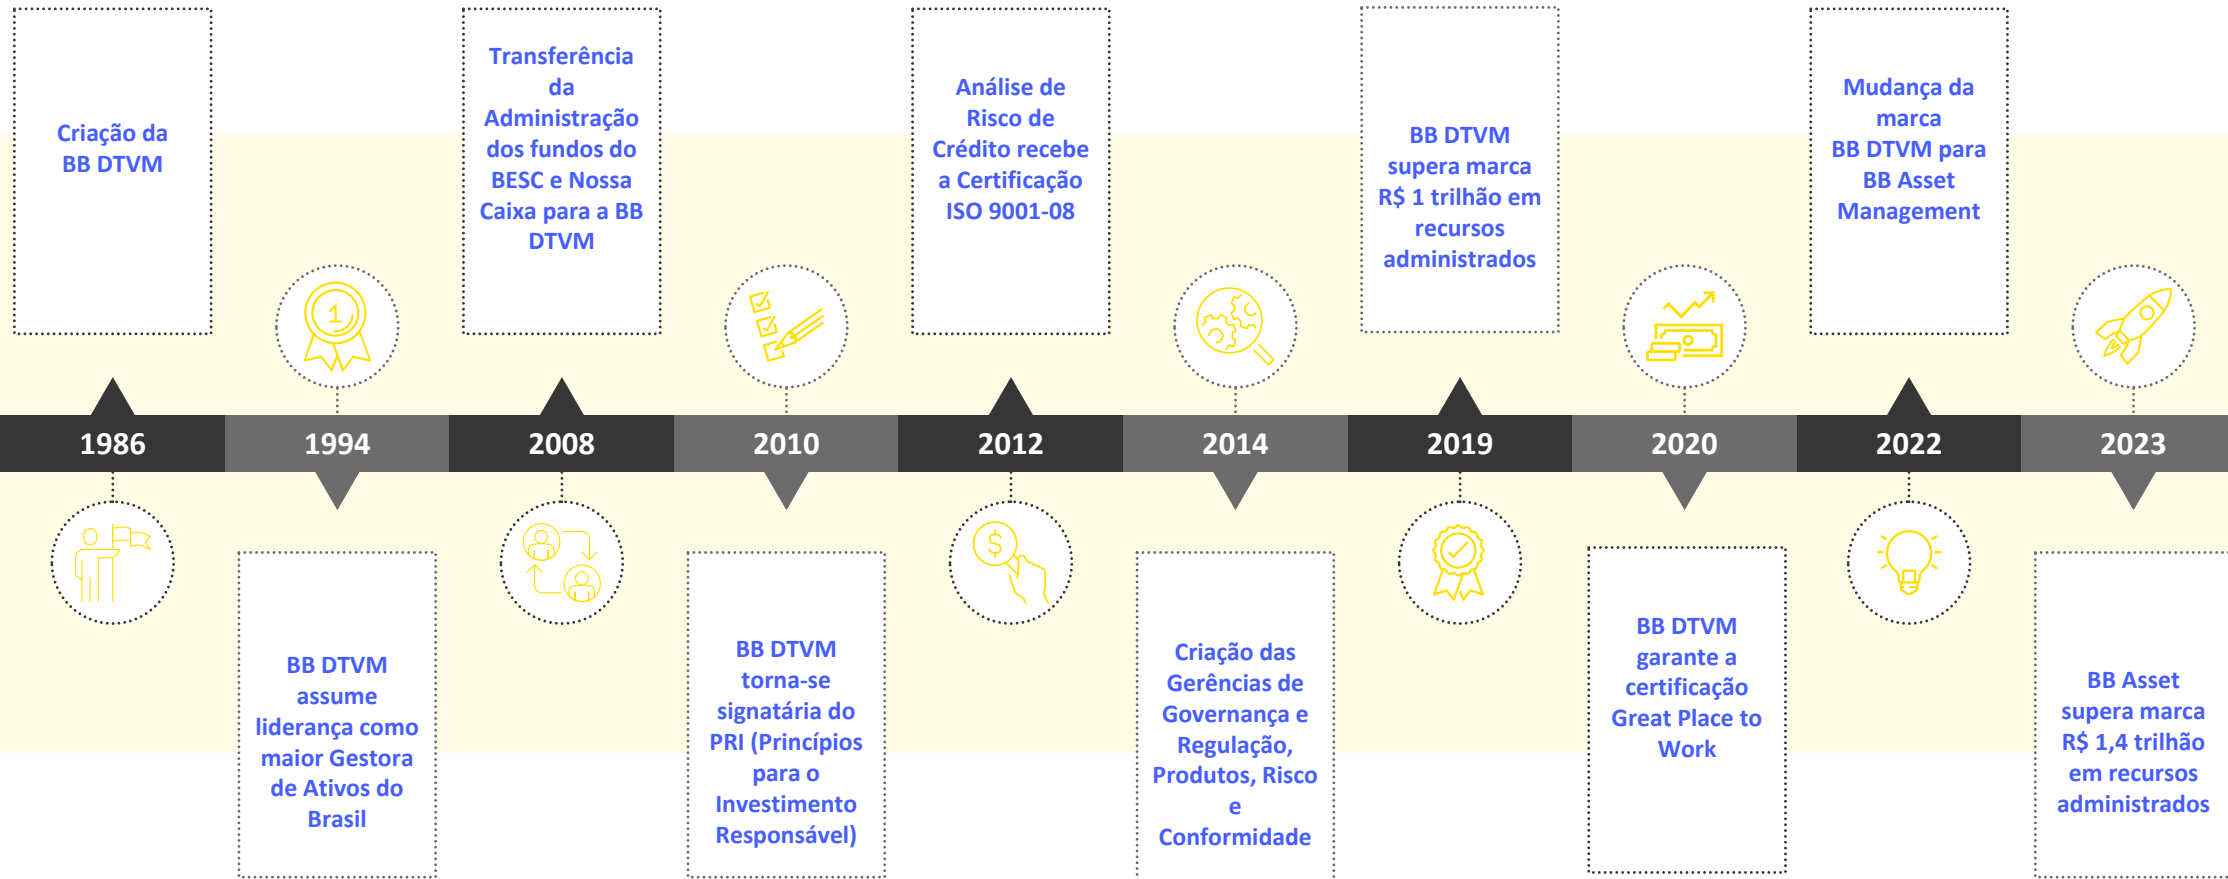 Criação da
BB DTVM
Transferência
da
Administração
dos fundos do
BESC e Nossa
Caixa para a BB
DTVM
Análise de
Risco de
Crédito recebe
a Certificação
ISO 9001-08
BB DTVM
supera marca
R$ 1 trilhão em
recursos
administrados
Mudança da
marca
BB DTVM para
BB Asset
Management
1
1986
1994
2008
2010
2012
2014
2019
2020
2022
2023
$
BB DTVM
assume
liderança como
maior Gestora
de Ativos do
Brasil
BB DTVM
torna-se
signatária do
PRI (Princípios
para o
Investimento
Responsável)
Criação das
Gerências de
Governança e
Regulação,
Produtos, Risco
e
Conformidade
BB DTVM
garante a
certificação
Great Place to
Work
BB Asset
supera marca
R$ 1,4 trilhão
em recursos
administrados